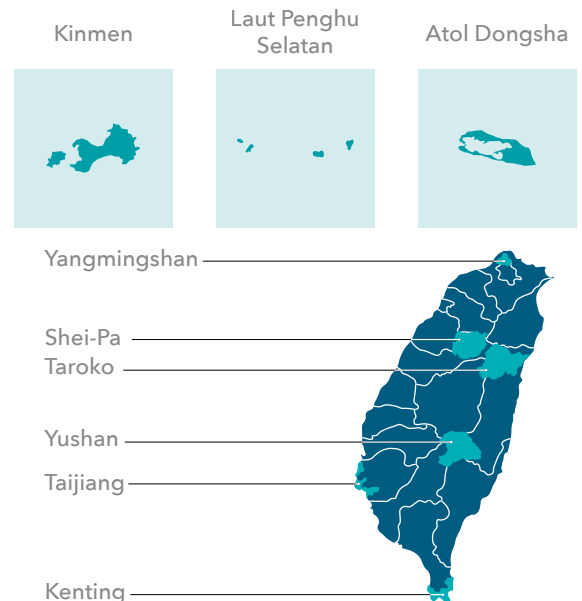 Kinmen
Laut Penghu
Selatan
Atol Dongsha
Yangmingshan
Shei-Pa
Taroko
Yushan
Taijiang
Kenting